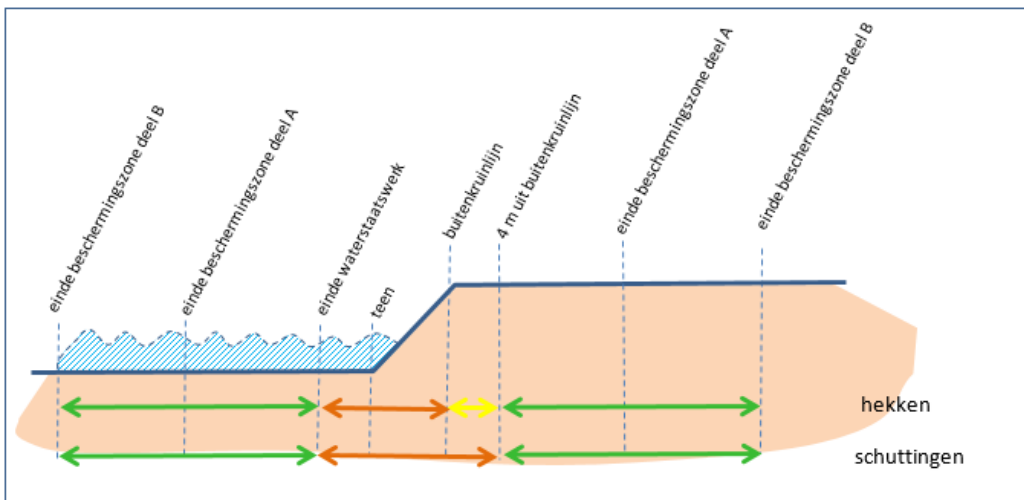 einde beschermingszone deel B
einde beschermingszone deel A
einde waterstaatswerk
teen
buitenkruinlijn
4 m uit buitenkruinlijn
einde beschermingszone deel A
einde beschermingszone deel B
hekken
schuttingen